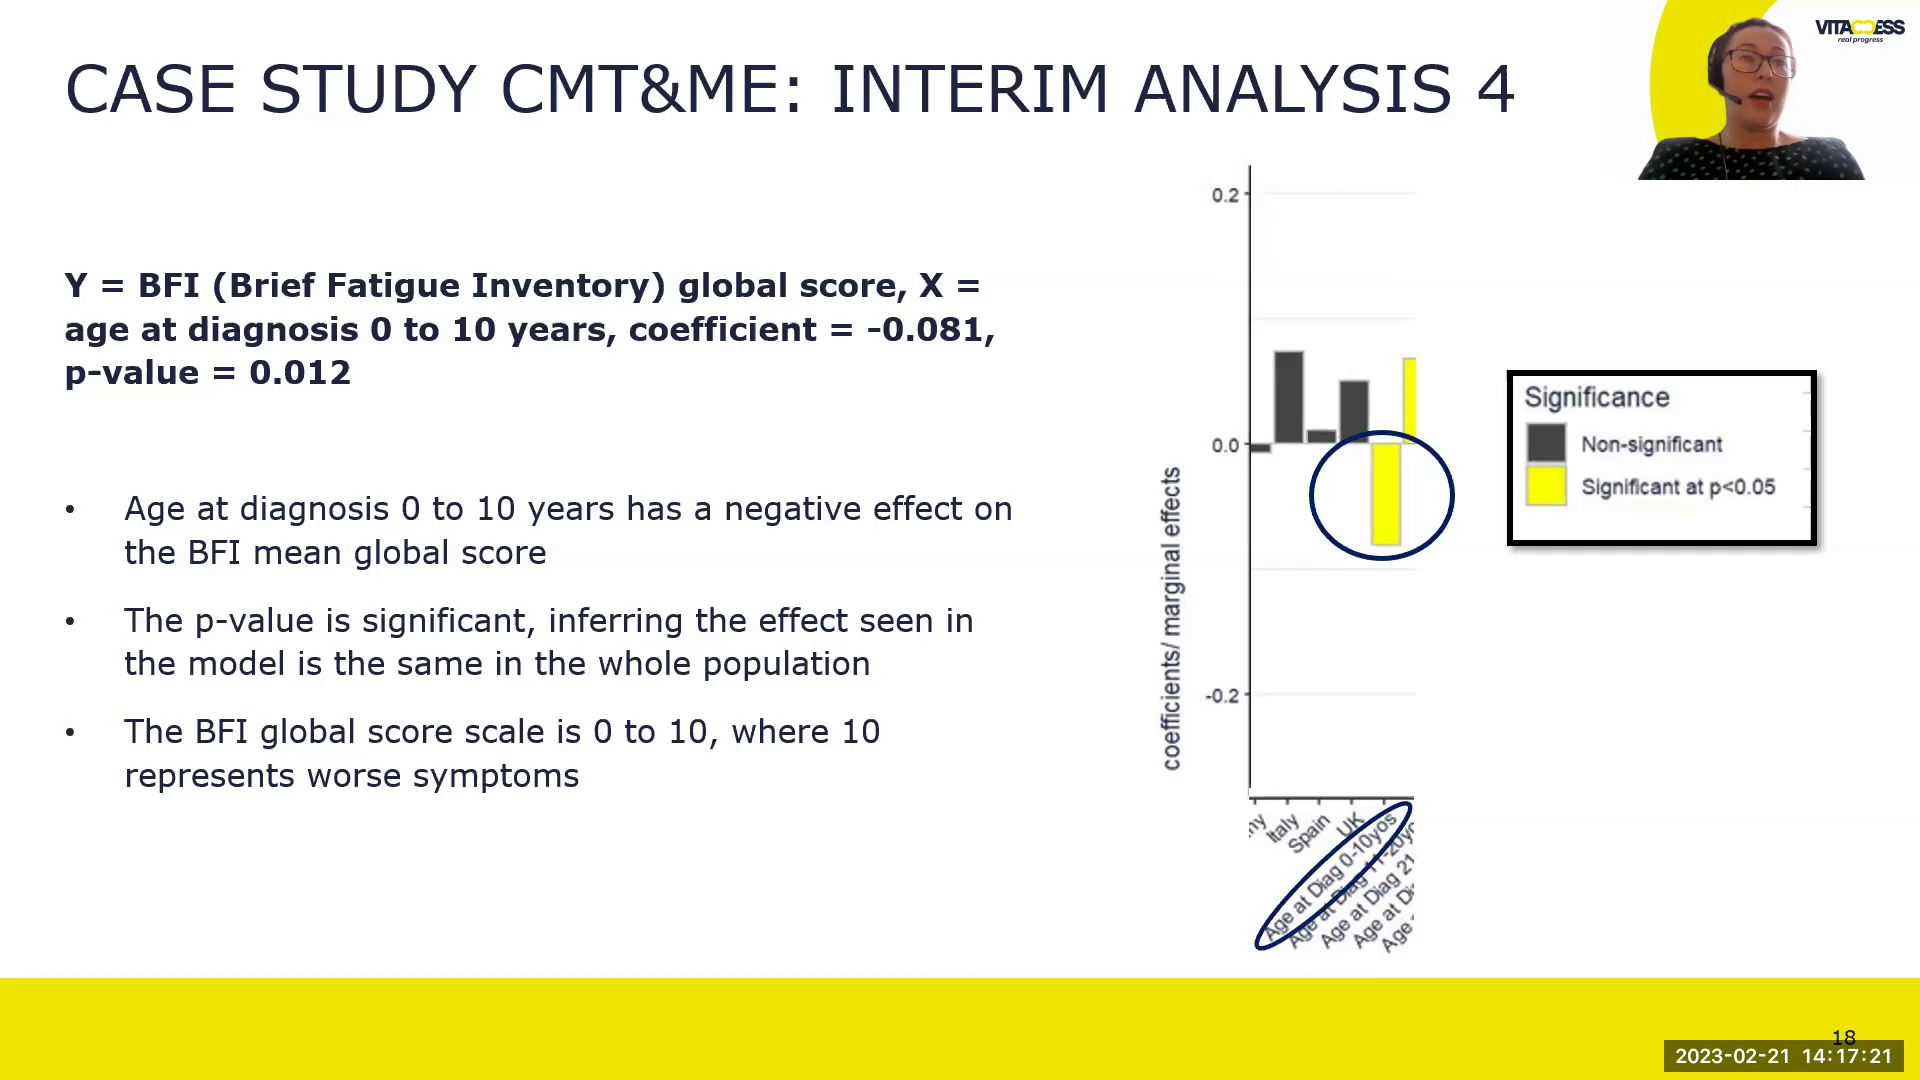 VITACCESS
real progress
CASE STUDY CMT&ME: INTERIM ANALYSIS 4
Y = BFI (Brief Fatigue Inventory) global score, X =
age at diagnosis 0 to 10 years, coefficient = -0.081,
p-value = 0.012
• Age at diagnosis 0 to 10 years has a negative effect on
the BFI mean global score
• The p-value is significant, inferring the effect seen in
the model is the same in the whole population
• The BFI global score scale is 0 to 10, where 10
represents worse symptoms
coefficients/ marginal effects
0.2
0.0
-0.2
Italy
Spain
UK
Age at Diag 0-10yos
Age at Diag 11-20yo
Age at Diag 21
Age at Di
Age
Significance
Non-significant
Significant at p<0.05
18
2023-02-21 14:17:21